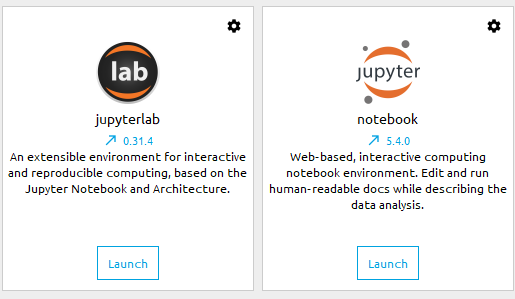 lab
jupyterlab
0.31.4
An extensible environment for interactive
and reproducible computing, based on the
Jupyter Notebook and Architecture.
Launch
jupyter
notebook
5.4.0
Web-based, interactive computing
notebook environment. Edit and run
human-readable docs while describing the
data analysis.
Launch